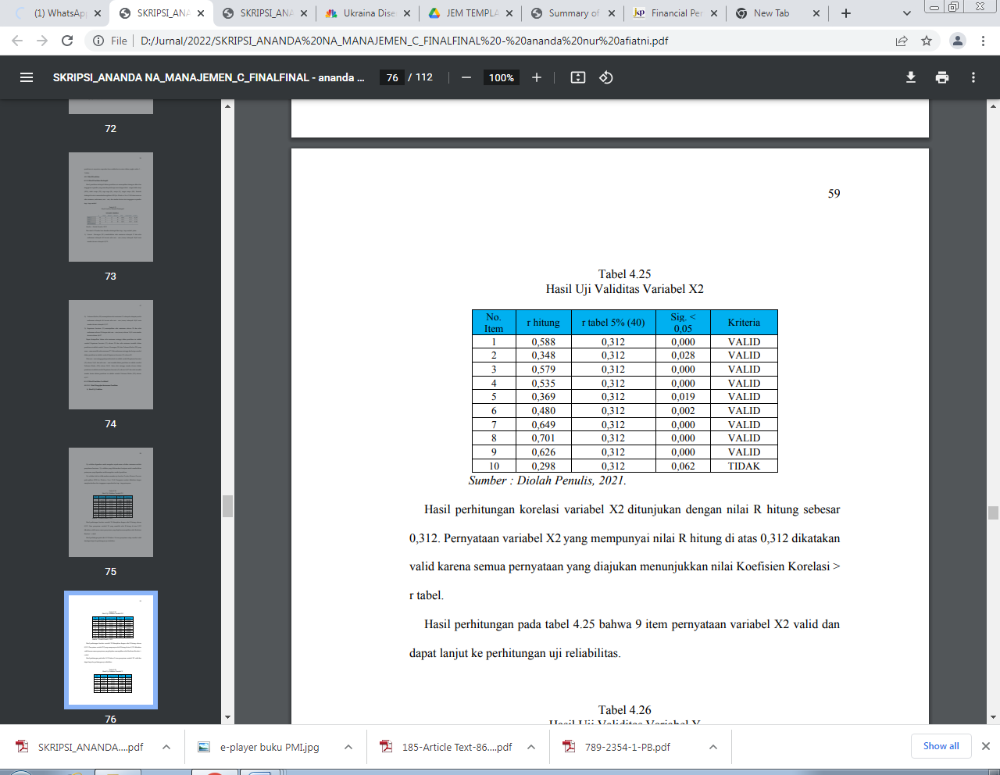 (1) WhatsAp
SKRIPSI_ANA
SKRIPSI_ANA
Ukraina Dise
JEM TEMPLA
Summary of
Financial Per
New Tab
File
D:/Jurnal/2022/SKRIPSI_ANANDA%20NA_MANAJEMEN_C_FINALFINAL%20-%20ananda%20nur%20afiatni.pdf
SKRIPSI_ANANDA NA_MANAJEMEN_C_FINALFINAL - ananda ...
76 / 112
100%
72
73
74
75
76
59
Tabel 4.25
Hasil Uji Validitas Variabel X2
No. Item r hitung r tabel 5% (40) Sig. < 0,05 Kriteria
1 0,588 0,312 0,000 VALID
2 0,348 0,312 0,028 VALID
3 0,579 0,312 0,000 VALID
4 0,535 0,312 0,000 VALID
5 0,369 0,312 0,019 VALID
6 0,480 0,312 0,002 VALID
7 0,649 0,312 0,000 VALID
8 0,701 0,312 0,000 VALID
9 0,626 0,312 0,000 VALID
10 0,298 0,312 0,062 TIDAK
Sumber : Diolah Penulis, 2021.
Hasil perhitungan korelasi variabel X2 ditunjukan dengan nilai R hitung sebesar
0,312. Pernyataan variabel X2 yang mempunyai nilai R hitung di atas 0,312 dikatakan
valid karena semua pernyataan yang diajukan menunjukkan nilai Koefisien Korelasi >
r tabel.
Hasil perhitungan pada tabel 4.25 bahwa 9 item pernyataan variabel X2 valid dan
dapat lanjut ke perhitungan uji reliabilitas.
Tabel 4.26
Hasil Uji Validitas Variabel Y
SKRIPSI_ANANDA....pdf
e-player buku PMI.jpg
185-Article Text-86....pdf
789-2354-1-PB.pdf
Show all